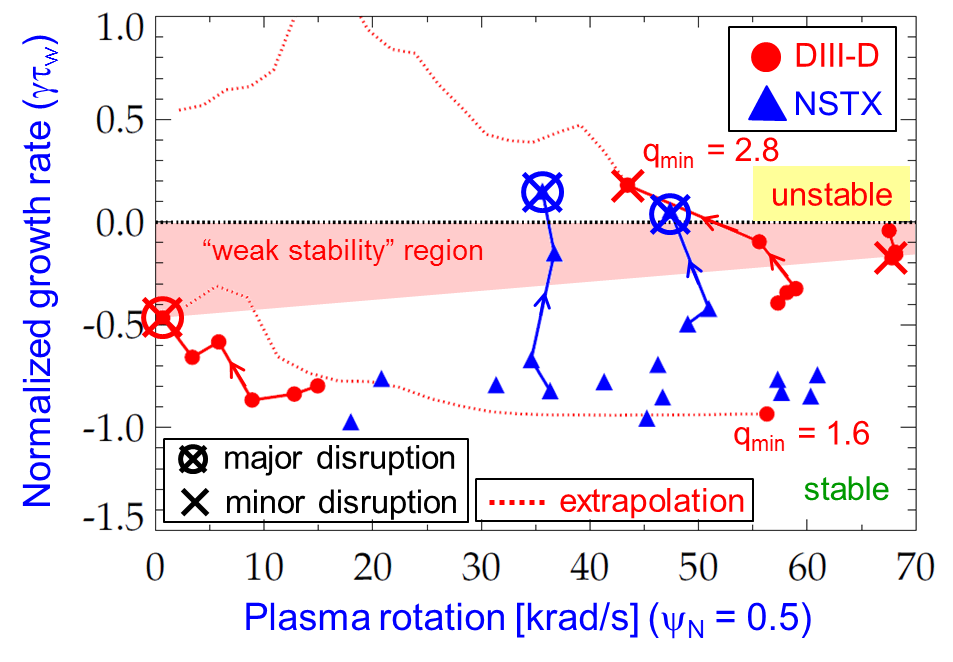 Normalized growth rate (γτw)
1.0
0.5
0.0
-0.5
-1.0
-1.5
DIII-D
NSTX
qmin = 2.8
unstable
“weak stability” region
qmin = 1.6
stable
major disruption
minor disruption
extrapolation
0 10 20 30 40 50 60 70
Plasma rotation [krad/s] (ψN = 0.5)